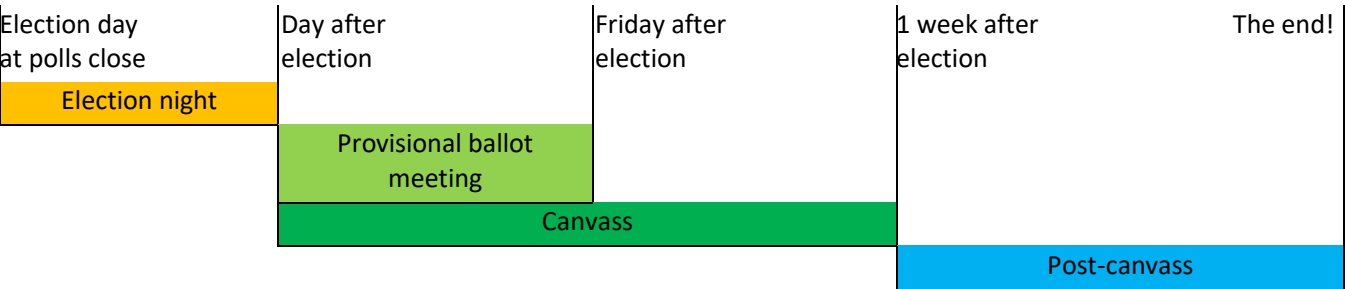 Election day
at polls close
Day after
election
Friday after
election
1 week after
election
The end!
Election night
Provisional ballot
meeting
Canvass
Post-canvass